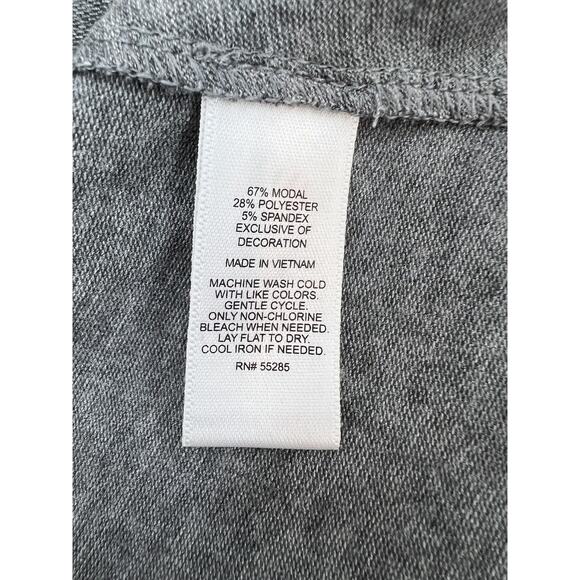 67% MODAL
28% POLYESTER
5% SPANDEX
EXCLUSIVE OF
DECORATION
MADE IN VIETNAM
MACHINE WASH COLD
WITH LIKE COLORS.
GENTLE CYCLE.
ONLY NON-CHLORINE
BLEACH WHEN NEEDED.
LAY FLAT TO DRY.
COOL IRON IF NEEDED.
RN# 55285